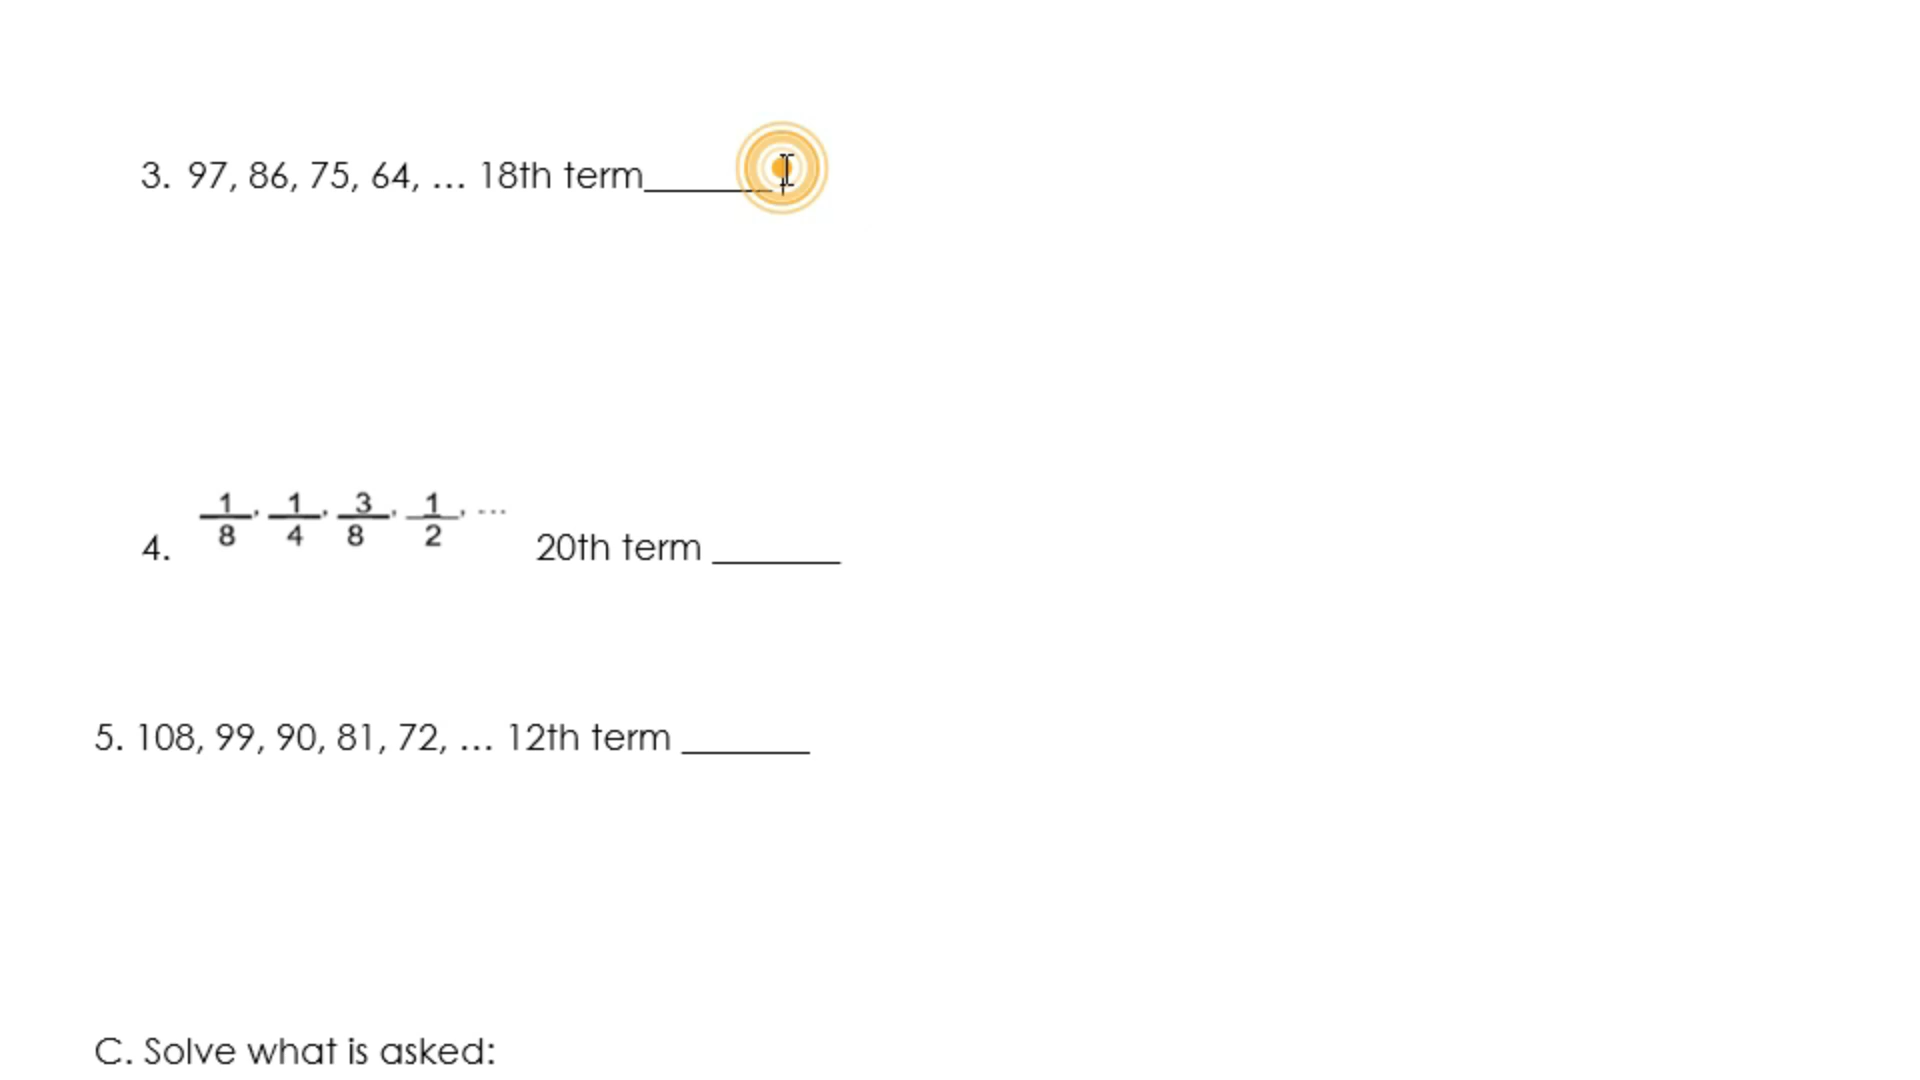 3. 97, 86, 75, 64, ... 18th term_______
4. 1/8, 1/4, 3/8, 1/2, ... 20th term _______
5. 108, 99, 90, 81, 72, ... 12th term _______
C. Solve what is asked: